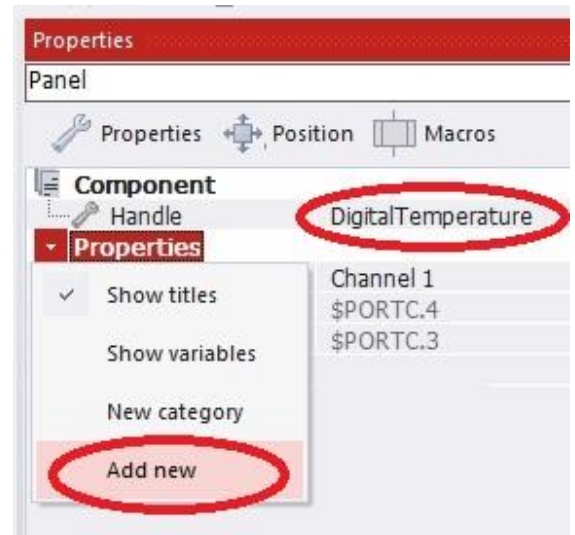 Properties
Panel
Properties Position Macros
Component
Handle DigitalTemperature
Properties
Channel 1
Show titles
$PORTC.4
$PORTC.3
Show variables
New category
Add new